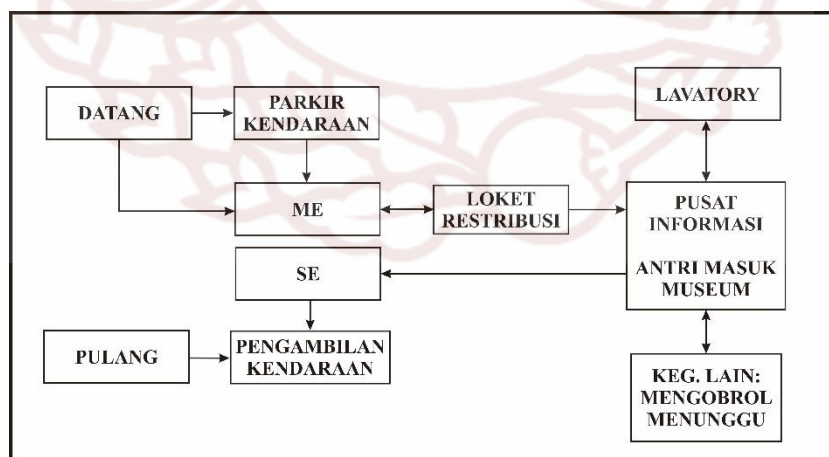 DATANG
PARKIR
KENDARAAN
LAVATORY
ME
LOKET
RESTRIBUSI
PUSAT
INFORMASI
ANTRI MASUK
MUSEUM
SE
PULANG
PENGAMBILAN
KENDARAAN
KEG. LAIN:
MENGOBROL
MENUNGGU